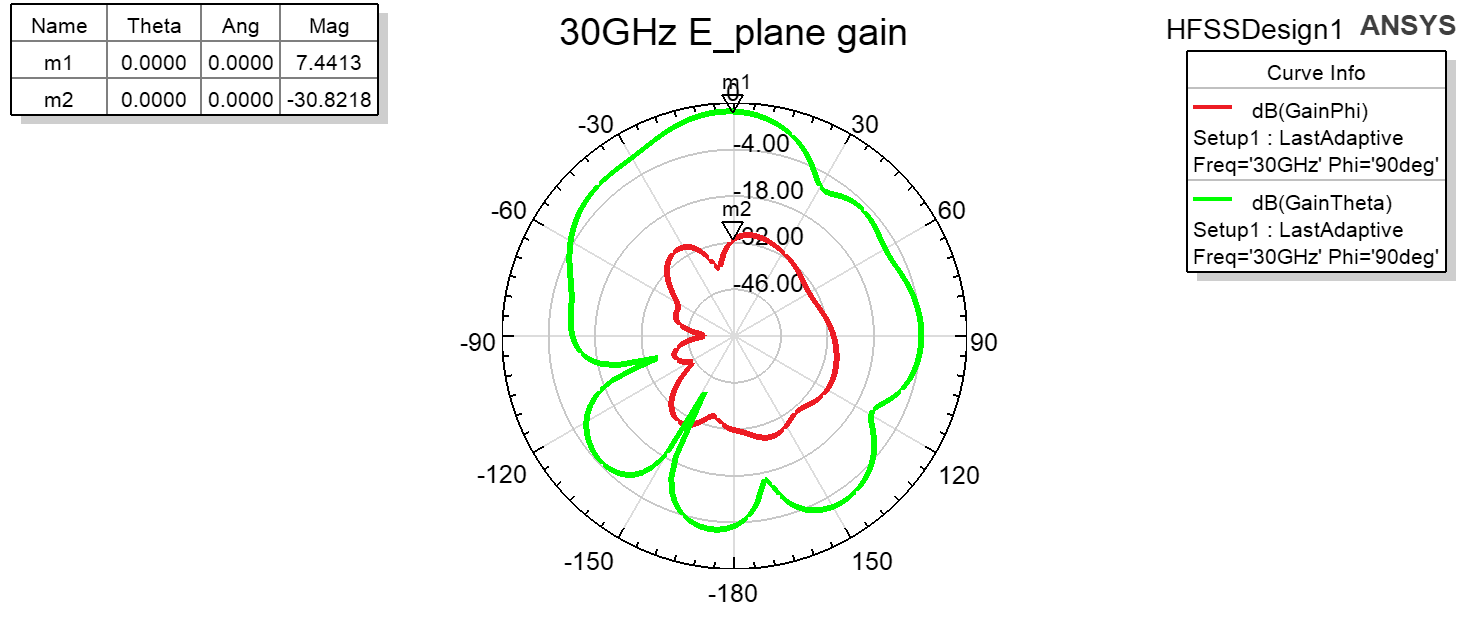 Name Theta Ang Mag
m1 0.0000 0.0000 7.4413
m2 0.0000 0.0000 -30.8218
30GHz E_plane gain
HFSSDesign1 ANSYS
Curve Info
dB(GainPhi)
Setup1 : LastAdaptive
Freq='30GHz' Phi='90deg'
dB(GainTheta)
Setup1 : LastAdaptive
Freq='30GHz' Phi='90deg'
m1
0
-30 30
-4.00
-18.00
-60 m2 60
-32.00
-46.00
-90 90
-120 120
-150 150
-180